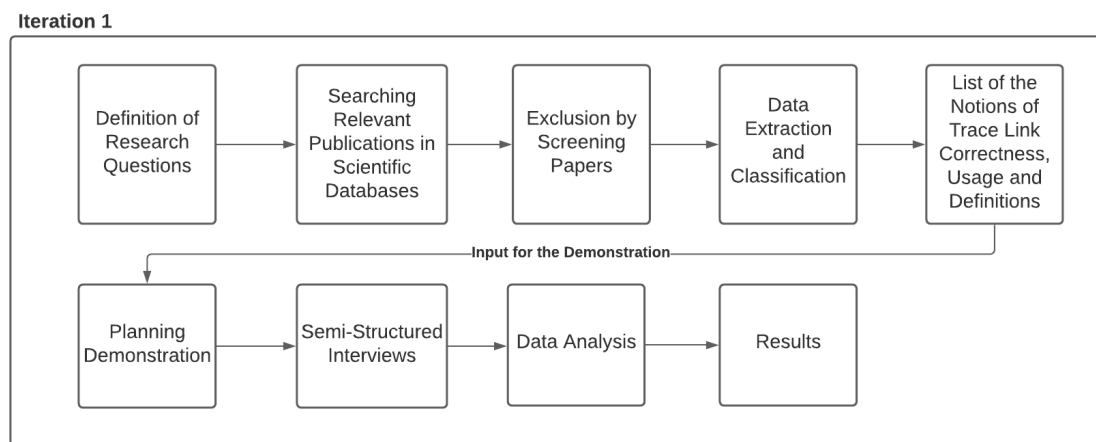 Iteration 1
Definition of
Research
Questions
Searching
Relevant
Publications in
Scientific
Databases
Exclusion by
Screening
Papers
Data
Extraction
and
Classification
List of the
Notions of
Trace Link
Correctness,
Usage and
Definitions
Input for the Demonstration
Planning
Demonstration
Semi-Structured
Interviews
Data Analysis
Results